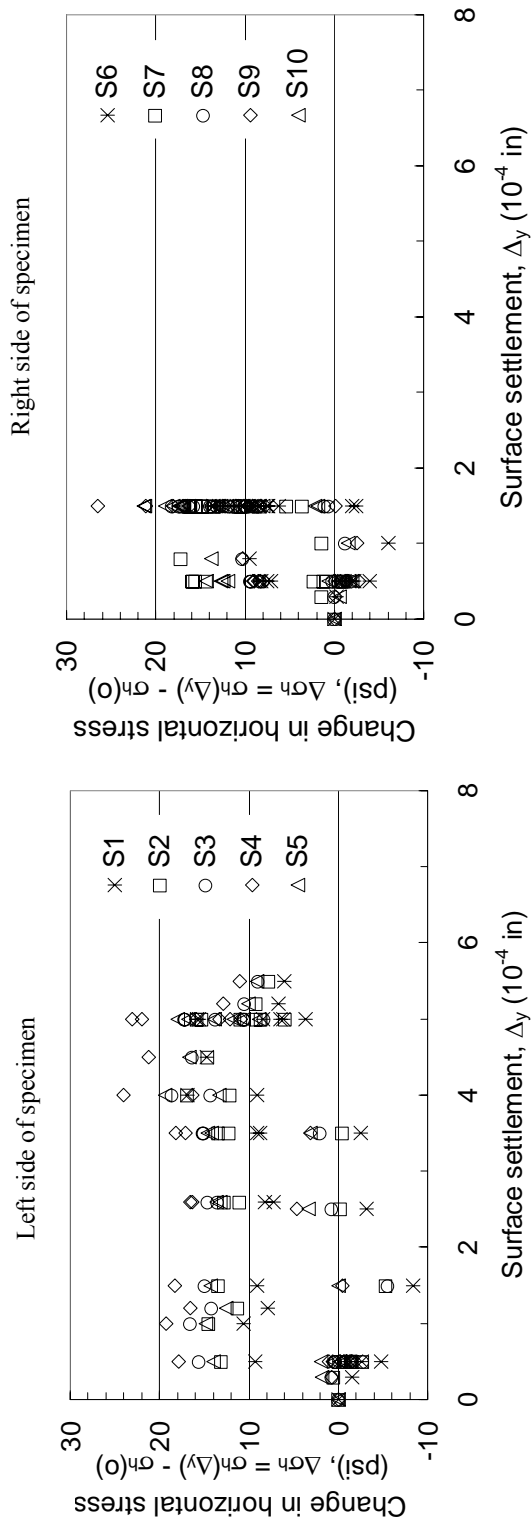 Left side of specimen
Change in horizontal stress
(psi), Δσh = σh(Δy) - σh(0)
30
20
10
0
-10
0
2
4
6
8
S1
S2
S3
S4
S5
Surface settlement, Δy (10-4 in)
Right side of specimen
Change in horizontal stress
(psi), Δσh = σh(Δy) - σh(0)
30
20
10
0
-10
0
2
4
6
8
S6
S7
S8
S9
S10
Surface settlement, Δy (10-4 in)